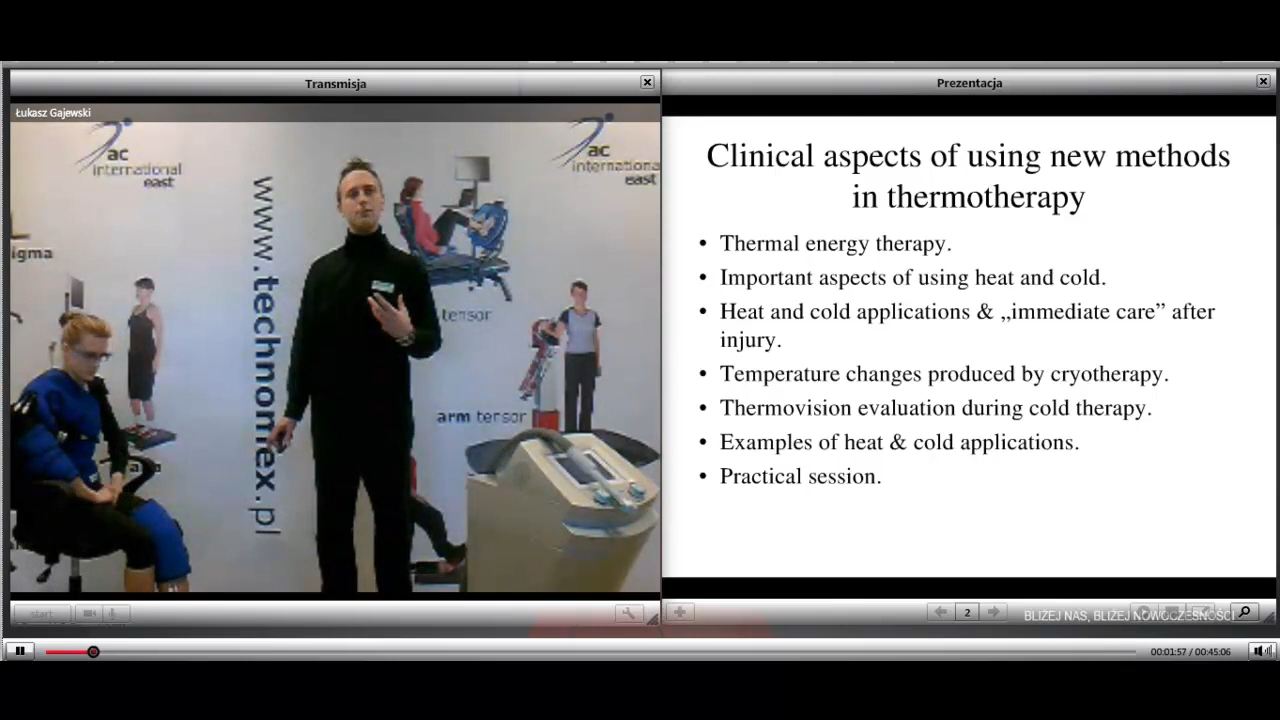 Transmisja
Łukasz Gajewski
ac
international
east
ac
internationa
east
igma
www.technomex.pl
tensor
arm tensor
start
Prezentacja
Clinical aspects of using new methods
in thermotherapy
• Thermal energy therapy.
• Important aspects of using heat and cold.
• Heat and cold applications & „immediate care” after
injury.
• Temperature changes produced by cryotherapy.
• Thermovision evaluation during cold therapy.
• Examples of heat & cold applications.
• Practical session.
2
BLIŻEJ NAS, BLIŻEJ NOWOCZESNOŚCI
00:01:57 / 00:45:06